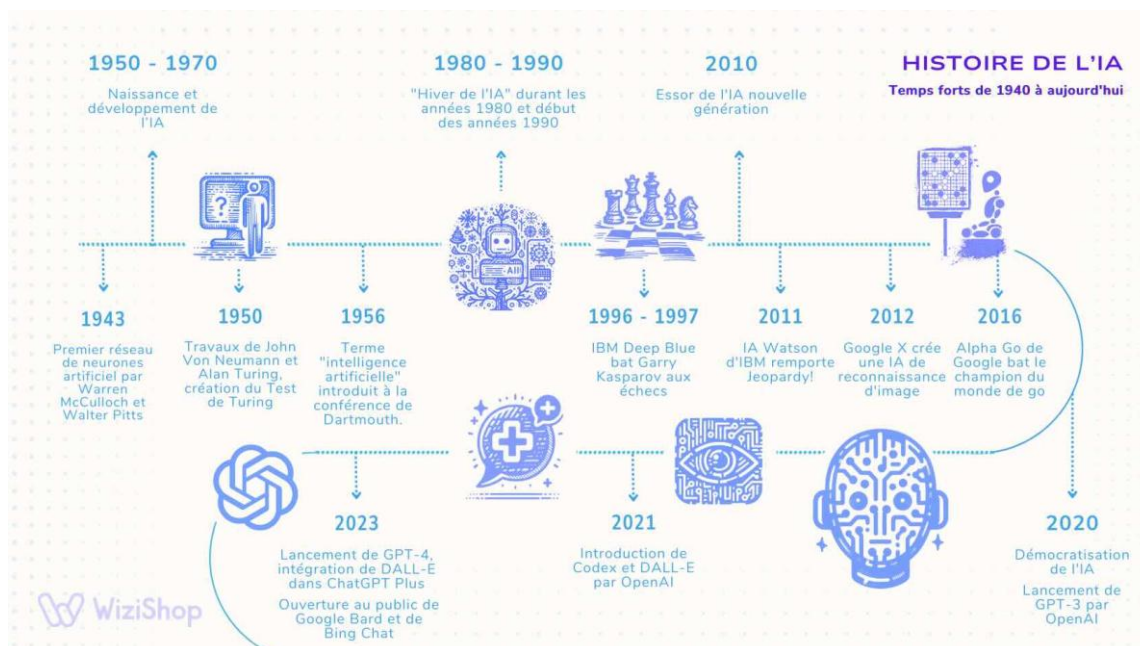 HISTOIRE DE L'IA
Temps forts de 1940 à aujourd'hui
1950 - 1970
Naissance et
développement de
l'IA
1980 - 1990
"Hiver de l'IA" durant les
années 1980 et début
des années 1990
2010
Essor de l'IA nouvelle
génération
?
AII
1943
Premier réseau
de neurones
artificiel par
Warren
McCulloch et
Walter Pitts
1950
Travaux de John
Von Neumann et
Alan Turing,
création du Test
de Turing
1956
Terme
"intelligence
artificielle"
introduit à la
conférence de
Dartmouth.
1996 - 1997
IBM Deep Blue
bat Garry
Kasparov aux
échecs
2011
IA Watson
d'IBM remporte
Jeopardy!
2012
Google X crée
une IA de
reconnaissance
d'image
2016
Alpha Go de
Google bat le
champion du
monde de go
2020
Démocratisation
de l'IA
Lancement de
GPT-3 par
OpenAI
2021
Introduction de
Codex et DALL-E
par OpenAI
2023
Lancement de GPT-4,
intégration de DALL-E
dans ChatGPT Plus
Ouverture au public de
Google Bard et de
Bing Chat
WiziShop